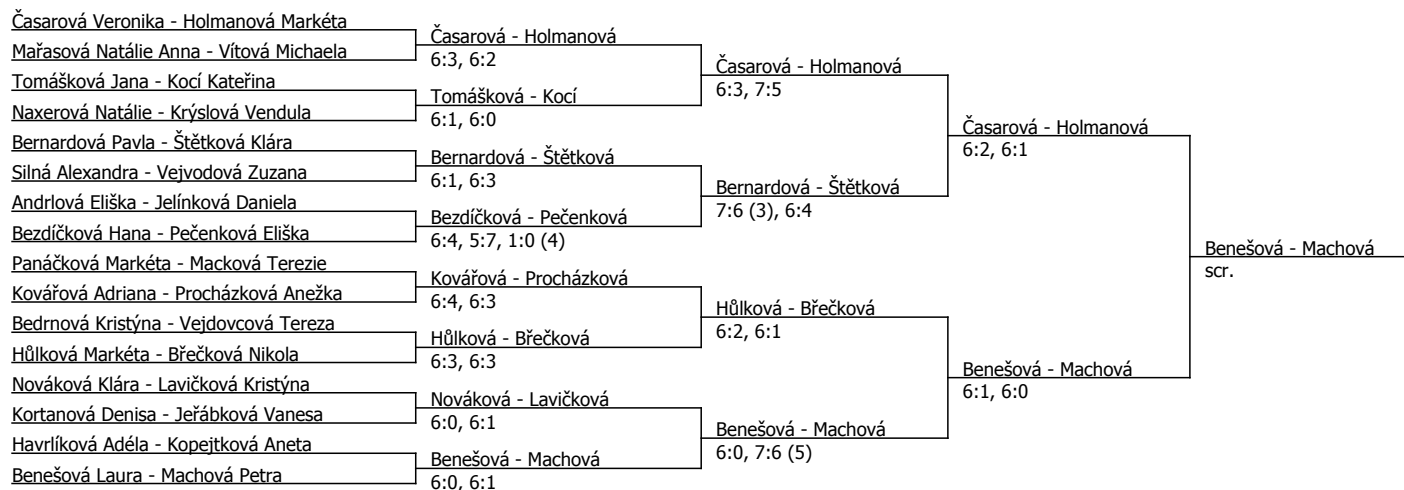 Časarová Veronika - Holmanová Markéta
Mařasová Natálie Anna - Vítová Michaela
Tomášková Jana - Kocí Kateřina
Naxerová Natálie - Krýslová Vendula
Bernardová Pavla - Štětková Klára
Silná Alexandra - Vejvodová Zuzana
Andrlová Eliška - Jelínková Daniela
Bezdíčková Hana - Pečenková Eliška
Panáčková Markéta - Macková Terezie
Kovářová Adriana - Procházková Anežka
Bedrnová Kristýna - Vejdovcová Tereza
Hůlková Markéta - Břečková Nikola
Nováková Klára - Lavičková Kristýna
Kortanová Denisa - Jeřábková Vanesa
Havrlíková Adéla - Kopejtková Aneta
Benešová Laura - Machová Petra
Časarová - Holmanová
6:3, 6:2
Tomášková - Kocí
6:1, 6:0
Bernardová - Štětková
6:1, 6:3
Bezdíčková - Pečenková
6:4, 5:7, 1:0 (4)
Kovářová - Procházková
6:4, 6:3
Hůlková - Břečková
6:3, 6:3
Nováková - Lavičková
6:0, 6:1
Benešová - Machová
6:0, 6:1
Časarová - Holmanová
6:3, 7:5
Bernardová - Štětková
7:6 (3), 6:4
Hůlková - Břečková
6:2, 6:1
Benešová - Machová
6:0, 7:6 (5)
Časarová - Holmanová
6:2, 6:1
Benešová - Machová
6:1, 6:0
Benešová - Machová
scr.